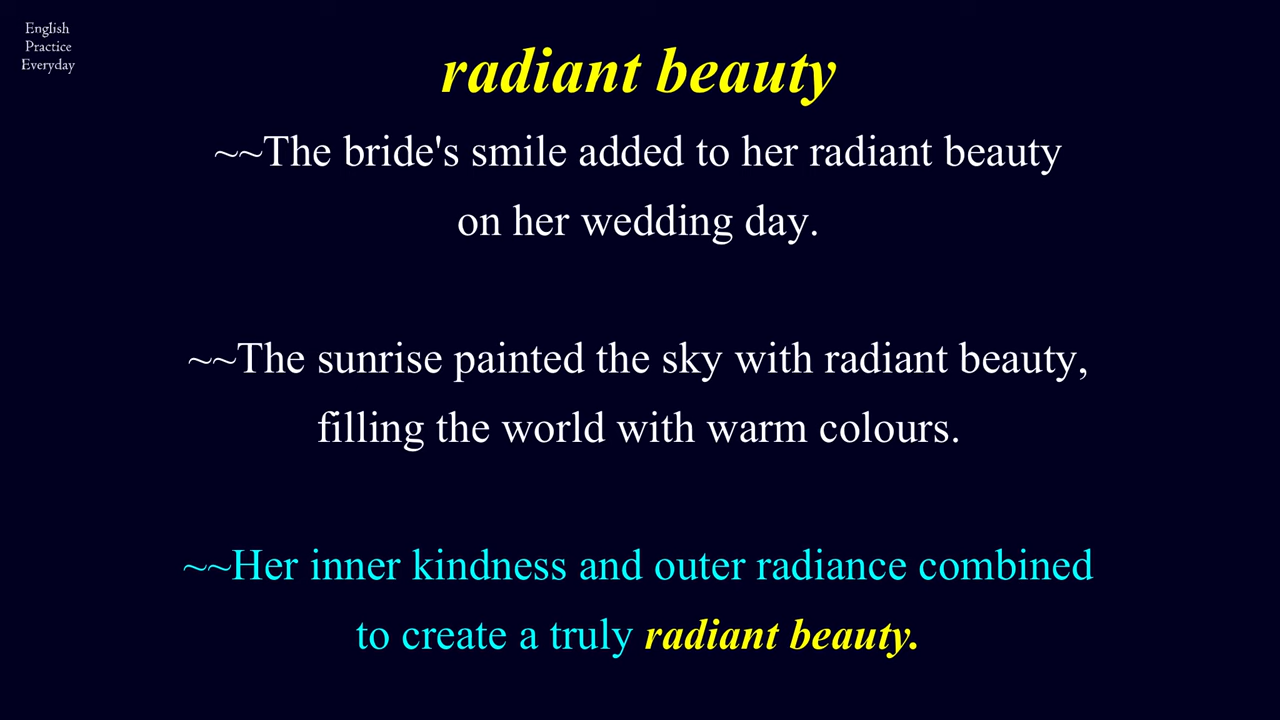 English
Practice
Everyday
radiant beauty
~~The bride's smile added to her radiant beauty
on her wedding day.
~~The sunrise painted the sky with radiant beauty,
filling the world with warm colours.
~~Her inner kindness and outer radiance combined
to create a truly radiant beauty.